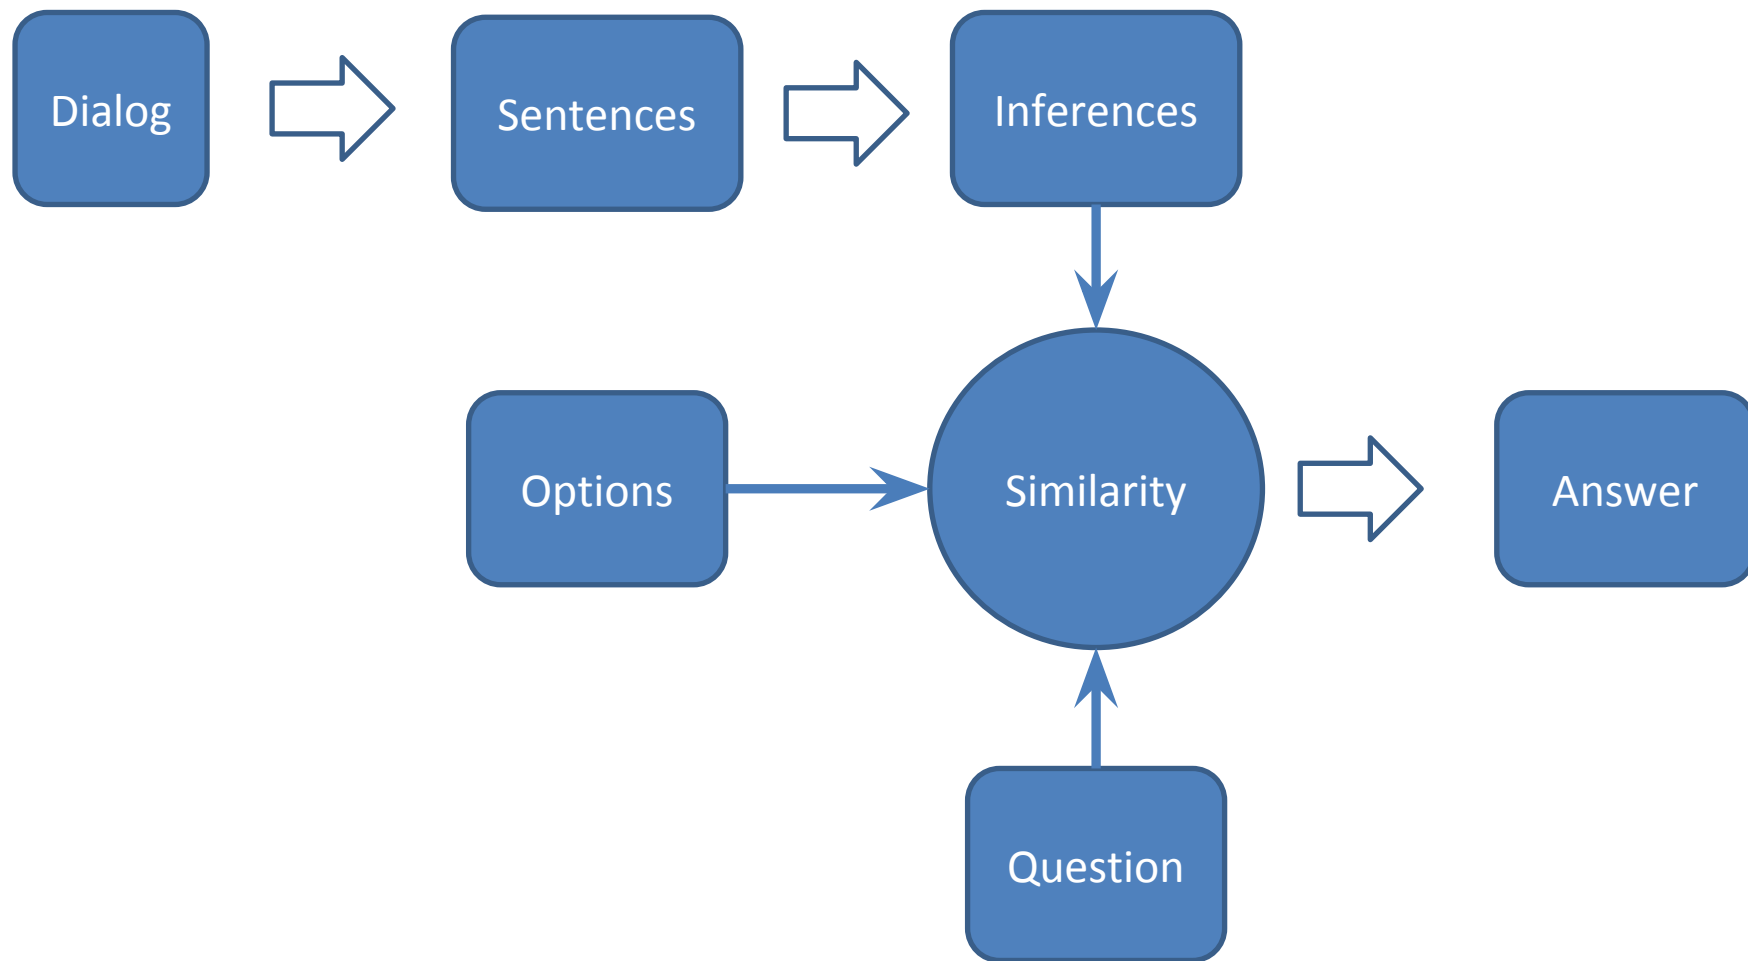 Dialog
Sentences
Inferences
Options
Similarity
Answer
Question